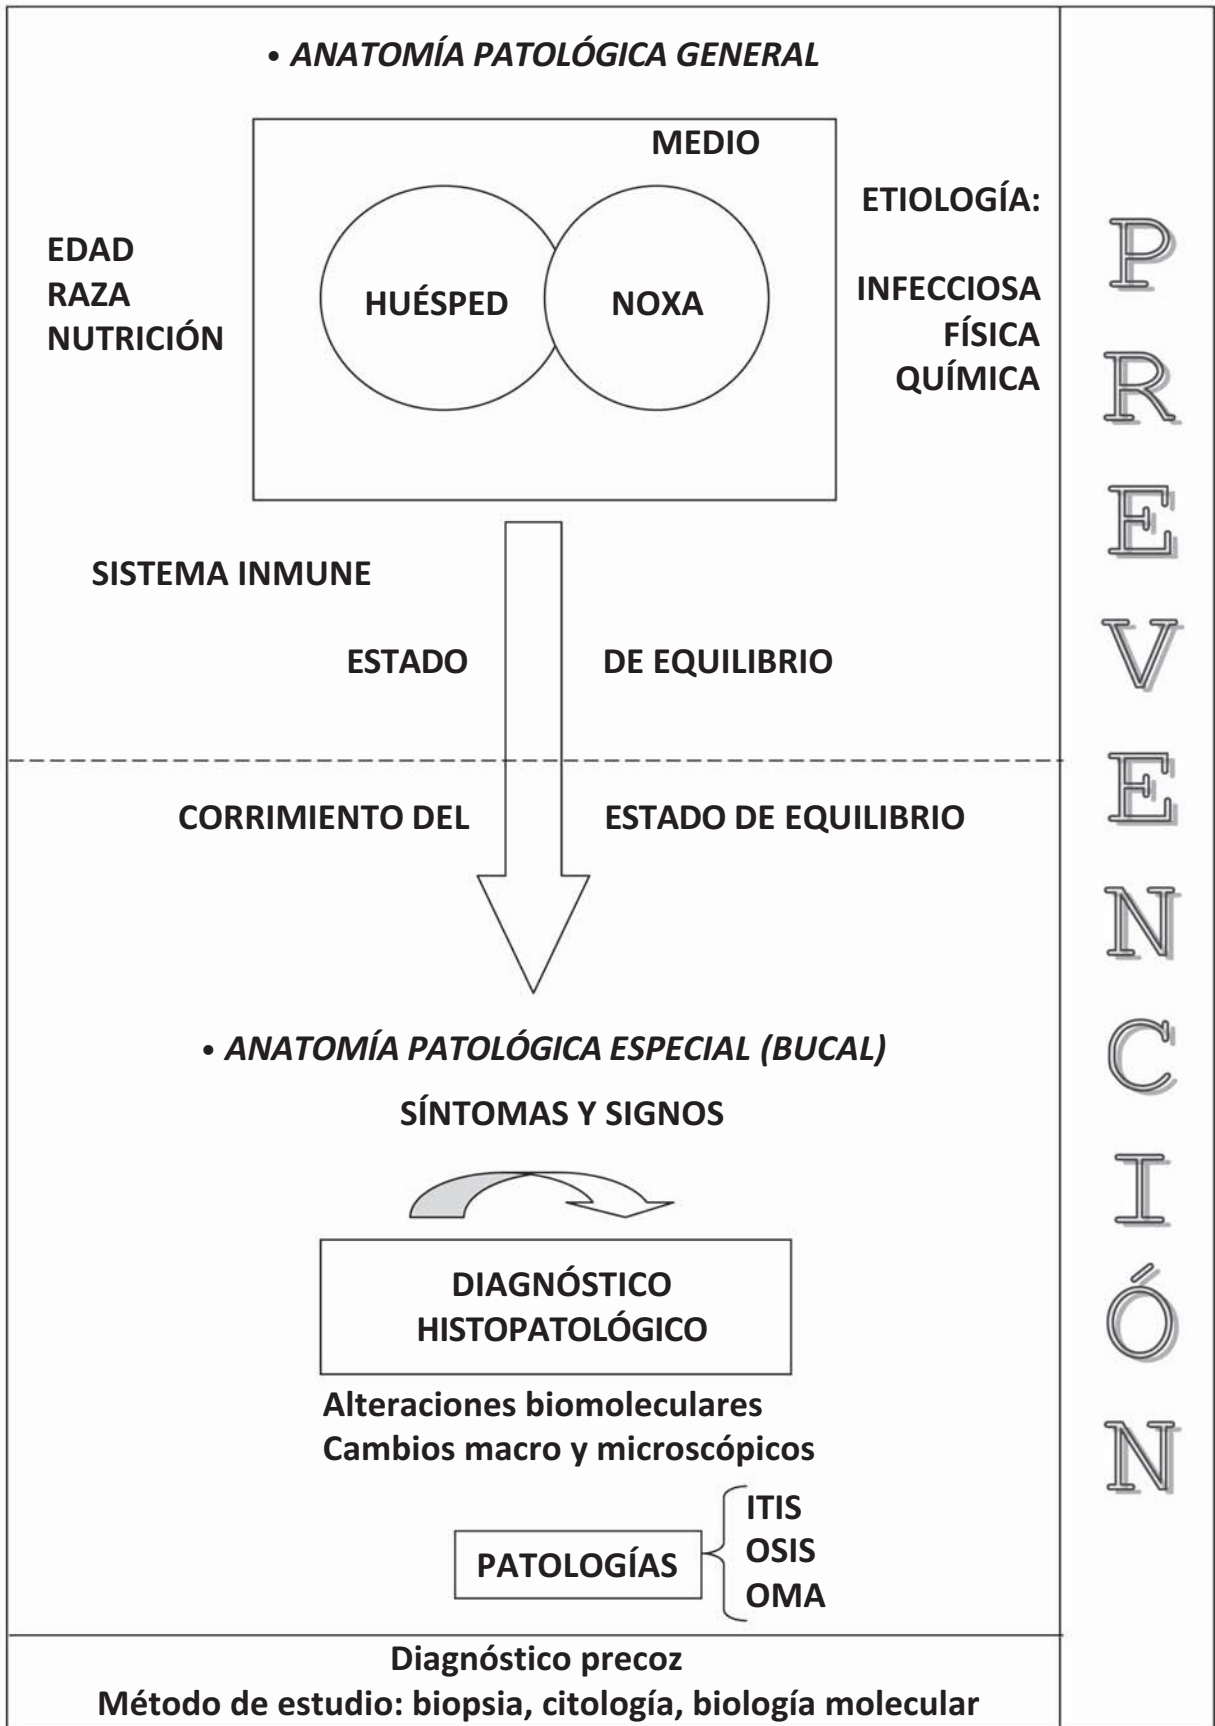 • ANATOMÍA PATOLÓGICA GENERAL
MEDIO
HUÉSPED
NOXA
EDAD
RAZA
NUTRICIÓN
ETIOLOGÍA:
INFECCIOSA
FÍSICA
QUÍMICA
SISTEMA INMUNE
ESTADO DE EQUILIBRIO
CORRIMIENTO DEL ESTADO DE EQUILIBRIO
• ANATOMÍA PATOLÓGICA ESPECIAL (BUCAL)
SÍNTOMAS Y SIGNOS
DIAGNÓSTICO
HISTOPATOLÓGICO
Alteraciones biomoleculares
Cambios macro y microscópicos
PATOLOGÍAS
ITIS
OSIS
OMA
Diagnóstico precoz
Método de estudio: biopsia, citología, biología molecular
PREVENCIÓN